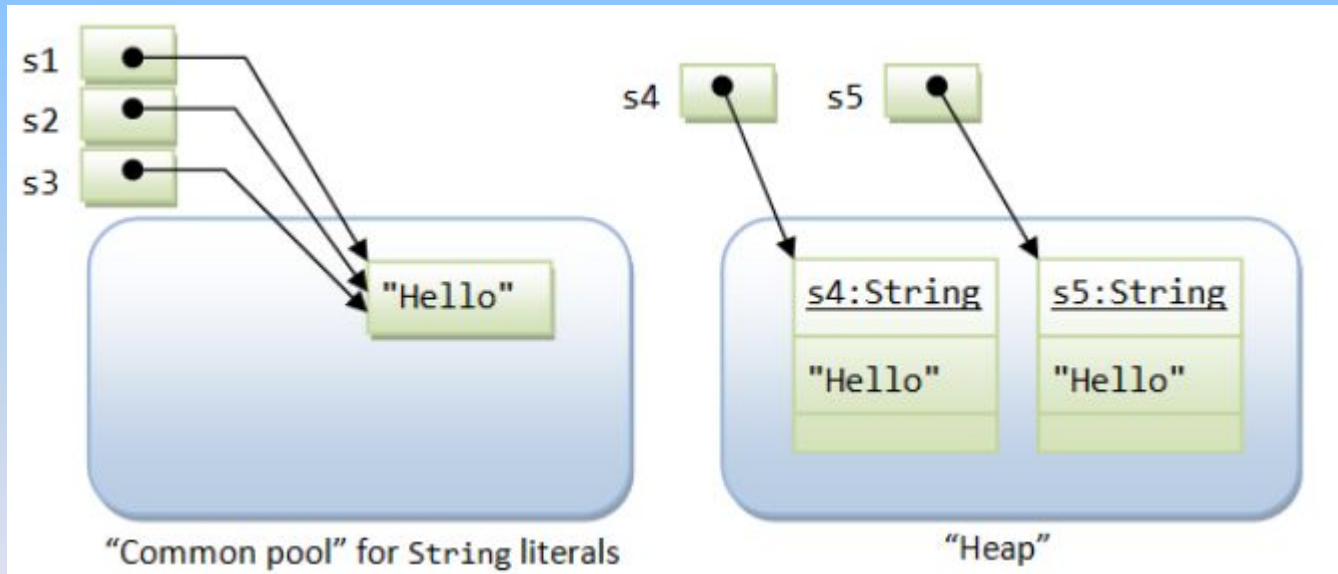 s1
s2
s3
s4
s5
"Hello"
s4:String
"Hello"
s5:String
"Hello"
“Common pool” for String literals
“Heap”